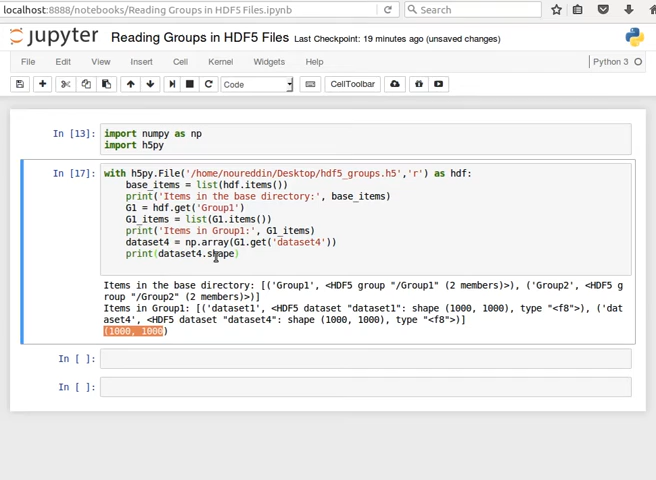 localhost:8888/notebooks/Reading Groups in HDF5 Files.ipynb
Search
jupyter Reading Groups in HDF5 Files Last Checkpoint: 19 minutes ago (unsaved changes)
File Edit View Insert Cell Kernel Widgets Help Python 3
Code CellToolbar
In [13]: import numpy as np
import h5py
In [17]: with h5py.File('/home/noureddin/Desktop/hdf5_groups.h5','r') as hdf:
base_items = list(hdf.items())
print('Items in the base directory:', base_items)
G1 = hdf.get('Group1')
G1_items = list(G1.items())
print('Items in Group1:', G1_items)
dataset4 = np.array(G1.get('dataset4'))
print(dataset4.shape)
Items in the base directory: [('Group1', <HDF5 group "/Group1" (2 members)>), ('Group2', <HDF5 g
roup "/Group2" (2 members)>)]
Items in Group1: [('dataset1', <HDF5 dataset "dataset1": shape (1000, 1000), type "<f8">), ('dat
aset4', <HDF5 dataset "dataset4": shape (1000, 1000), type "<f8">)]
(1000, 1000)
In [ ]:
In [ ]: